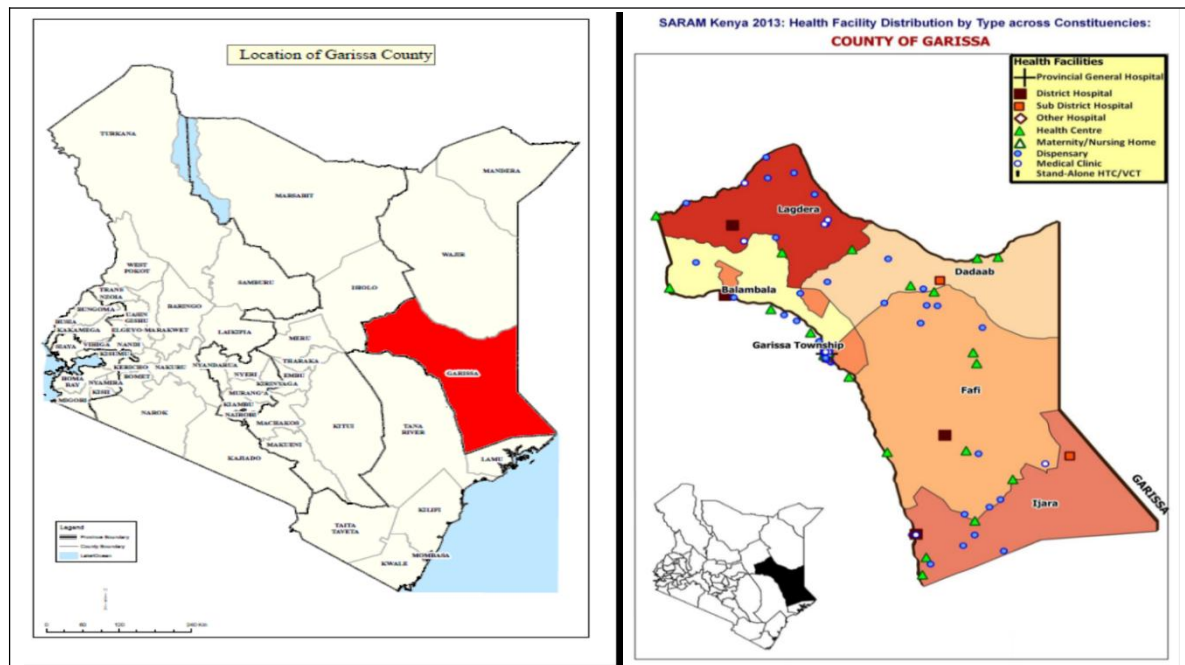 Location of Garissa County
TURKANA
MANDERA
MARSABIT
WAJIR
WEST
POKOT
SAMBURU
ISIOLO
TRANS
NZOIA
BARINGO
BUNGOMA
UASIN
GISHU
BUSIA
KAKAMEGA
ELGEYO-MARAKWET
LAIKIPIA
MERU
SIAYA
VIHIGA
NANDI
KISUMU
THARAKA
KERICHO
NAKURU
NYANDARUA
NYERI
EMBU
GARISSA
HOMA
BAY
NYAMIRA
BOMET
KIRINYAGA
MURANG'A
KISII
KIAMBU
MIGORI
NAROK
NAIROBI
MACHAKOS
KITUI
TANA
RIVER
MAKUENI
LAMU
KAJIADO
KILIFI
TAITA
TAVETA
MOMBASA
KWALE
Legend
Province Boundary
County Boundary
Lake/Ocean
0
60
120
240 Km
SARAM Kenya 2013: Health Facility Distribution by Type across Constituencies:
COUNTY OF GARISSA
Health Facilities
Provincial General Hospital
District Hospital
Sub District Hospital
Other Hospital
Health Centre
Maternity/Nursing Home
Dispensary
Medical Clinic
Stand-Alone HTC/VCT
Lagdera
Dadaab
Balambala
Garissa Township
Fafi
Ijara
GARISSA